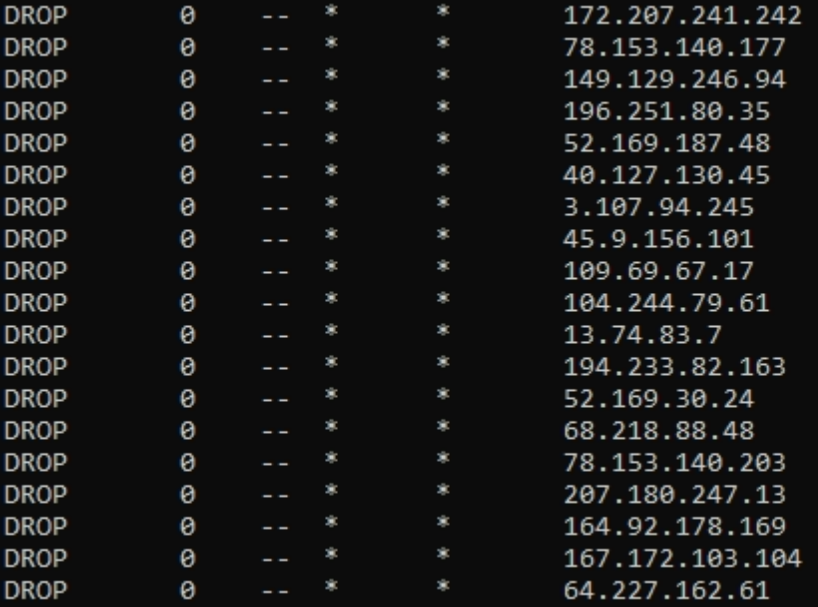 DROP 0 -- * * 172.207.241.242
DROP 0 -- * * 78.153.140.177
DROP 0 -- * * 149.129.246.94
DROP 0 -- * * 196.251.80.35
DROP 0 -- * * 52.169.187.48
DROP 0 -- * * 40.127.130.45
DROP 0 -- * * 3.107.94.245
DROP 0 -- * * 45.9.156.101
DROP 0 -- * * 109.69.67.17
DROP 0 -- * * 104.244.79.61
DROP 0 -- * * 13.74.83.7
DROP 0 -- * * 194.233.82.163
DROP 0 -- * * 52.169.30.24
DROP 0 -- * * 68.218.88.48
DROP 0 -- * * 78.153.140.203
DROP 0 -- * * 207.180.247.13
DROP 0 -- * * 164.92.178.169
DROP 0 -- * * 167.172.103.104
DROP 0 -- * * 64.227.162.61